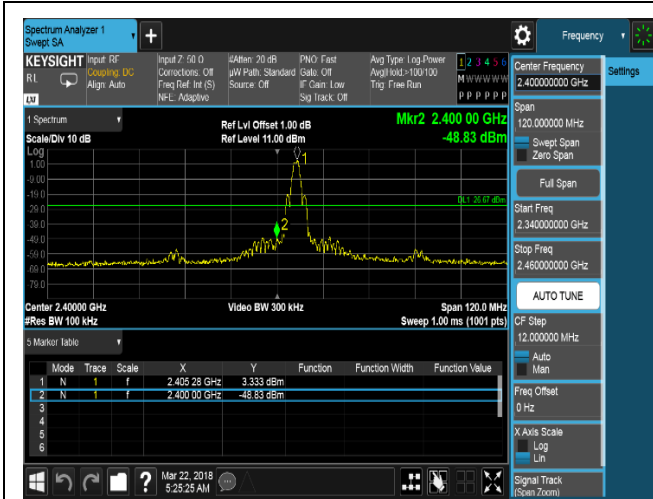 Spectrum Analyzer 1
Swept SA
Frequency
KEYSIGHT
RL
LXI
Input: RF
Coupling: DC
Align: Auto
Input Z: 50 Ω
Corrections: Off
Freq Ref: Int (S)
NFE: Adaptive
#Atten: 20 dB
µW Path: Standard
Source: Off
PNO: Fast
Gate: Off
IF Gain: Low
Sig Track: Off
Avg Type: Log-Power
Avg|Hold:>100/100
Trig: Free Run
1 2 3 4 5 6
M W W W W W
P P P P P P
1 Spectrum
Scale/Div 10 dB
Ref Lvl Offset 1.00 dB
Ref Level 11.00 dBm
Mkr2 2.400 00 GHz
-48.83 dBm
Log
1.00
-9.00
-19.0
-29.0
-39.0
-49.0
-59.0
-69.0
-79.0
1
2
DL1 -26.67 dBm
Center 2.40000 GHz
#Res BW 100 kHz
Video BW 300 kHz
Span 120.0 MHz
Sweep 1.00 ms (1001 pts)
5 Marker Table
Mode Trace Scale X Y Function Function Width Function Value
1 N 1 f 2.405 28 GHz 3.333 dBm
2 N 1 f 2.400 00 GHz -48.83 dBm
3
4
5
6
Mar 22, 2018
5:25:25 AM
Center Frequency
2.400000000 GHz
Settings
Span
120.000000 MHz
Swept Span
Zero Span
Full Span
Start Freq
2.340000000 GHz
Stop Freq
2.460000000 GHz
AUTO TUNE
CF Step
12.000000 MHz
Auto
Man
Freq Offset
0 Hz
X Axis Scale
Log
Lin
Signal Track
(Span Zoom)